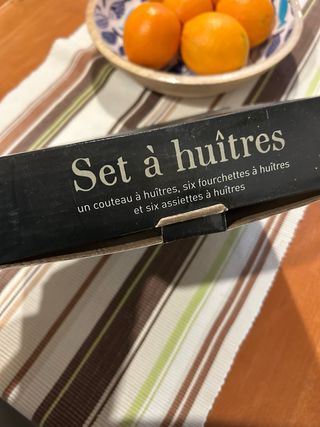 Set à huîtres
un couteau à huîtres, six fourchettes à huîtres
et six assiettes à huîtres